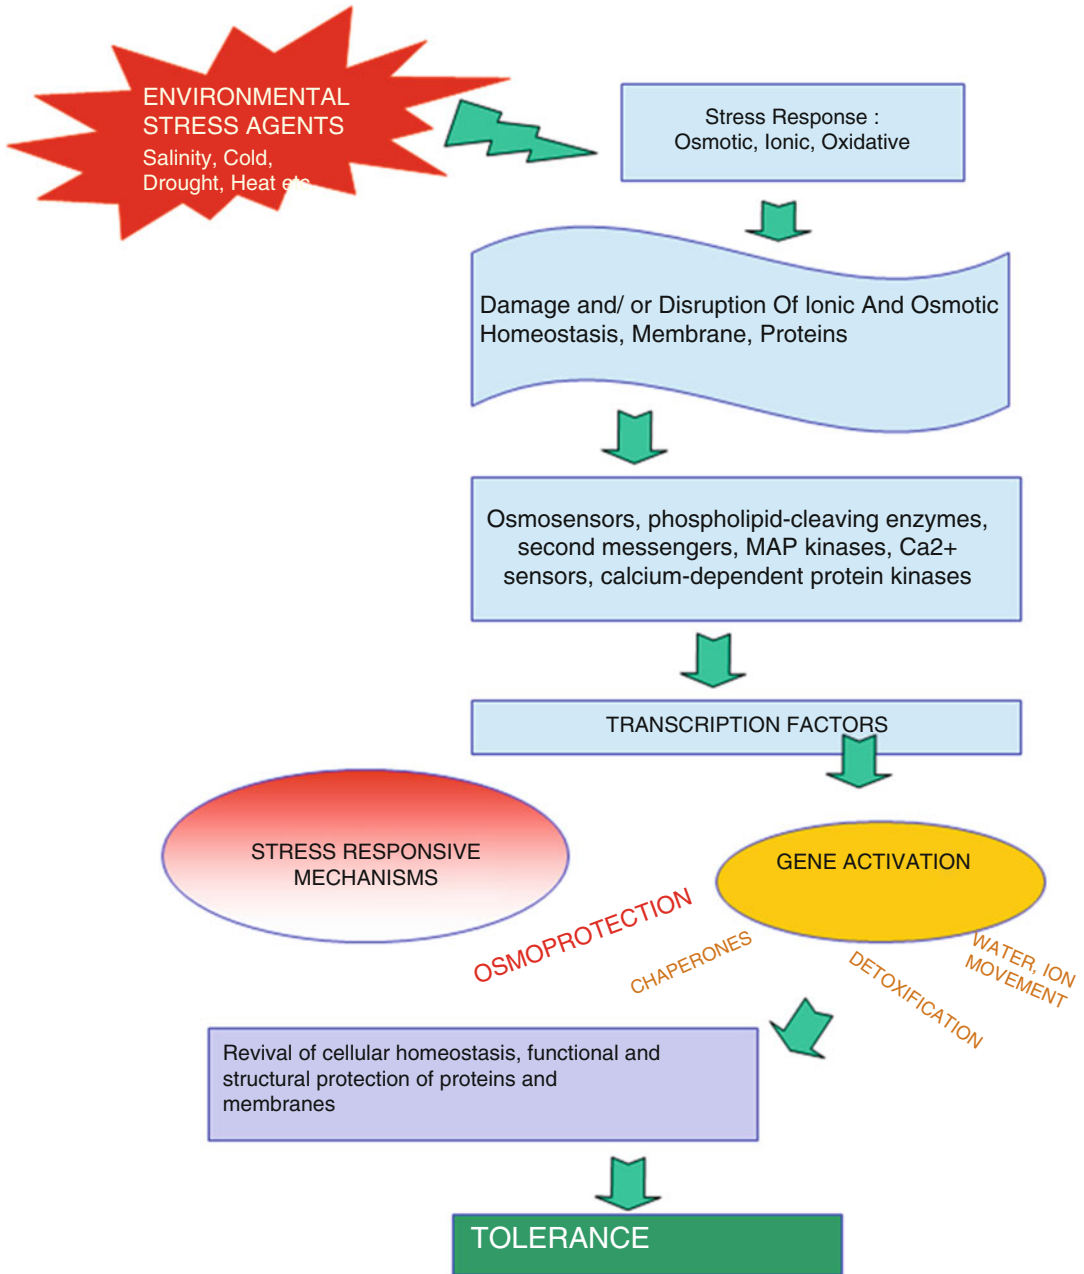 ENVIRONMENTAL
STRESS AGENTS
Salinity, Cold,
Drought, Heat etc
Stress Response :
Osmotic, Ionic, Oxidative
Damage and/ or Disruption Of Ionic And Osmotic
Homeostasis, Membrane, Proteins
Osmosensors, phospholipid-cleaving enzymes,
second messengers, MAP kinases, Ca2+
sensors, calcium-dependent protein kinases
TRANSCRIPTION FACTORS
STRESS RESPONSIVE
MECHANISMS
GENE ACTIVATION
OSMOPROTECTION
CHAPERONES
DETOXIFICATION
WATER, ION
MOVEMENT
Revival of cellular homeostasis, functional and
structural protection of proteins and
membranes
TOLERANCE